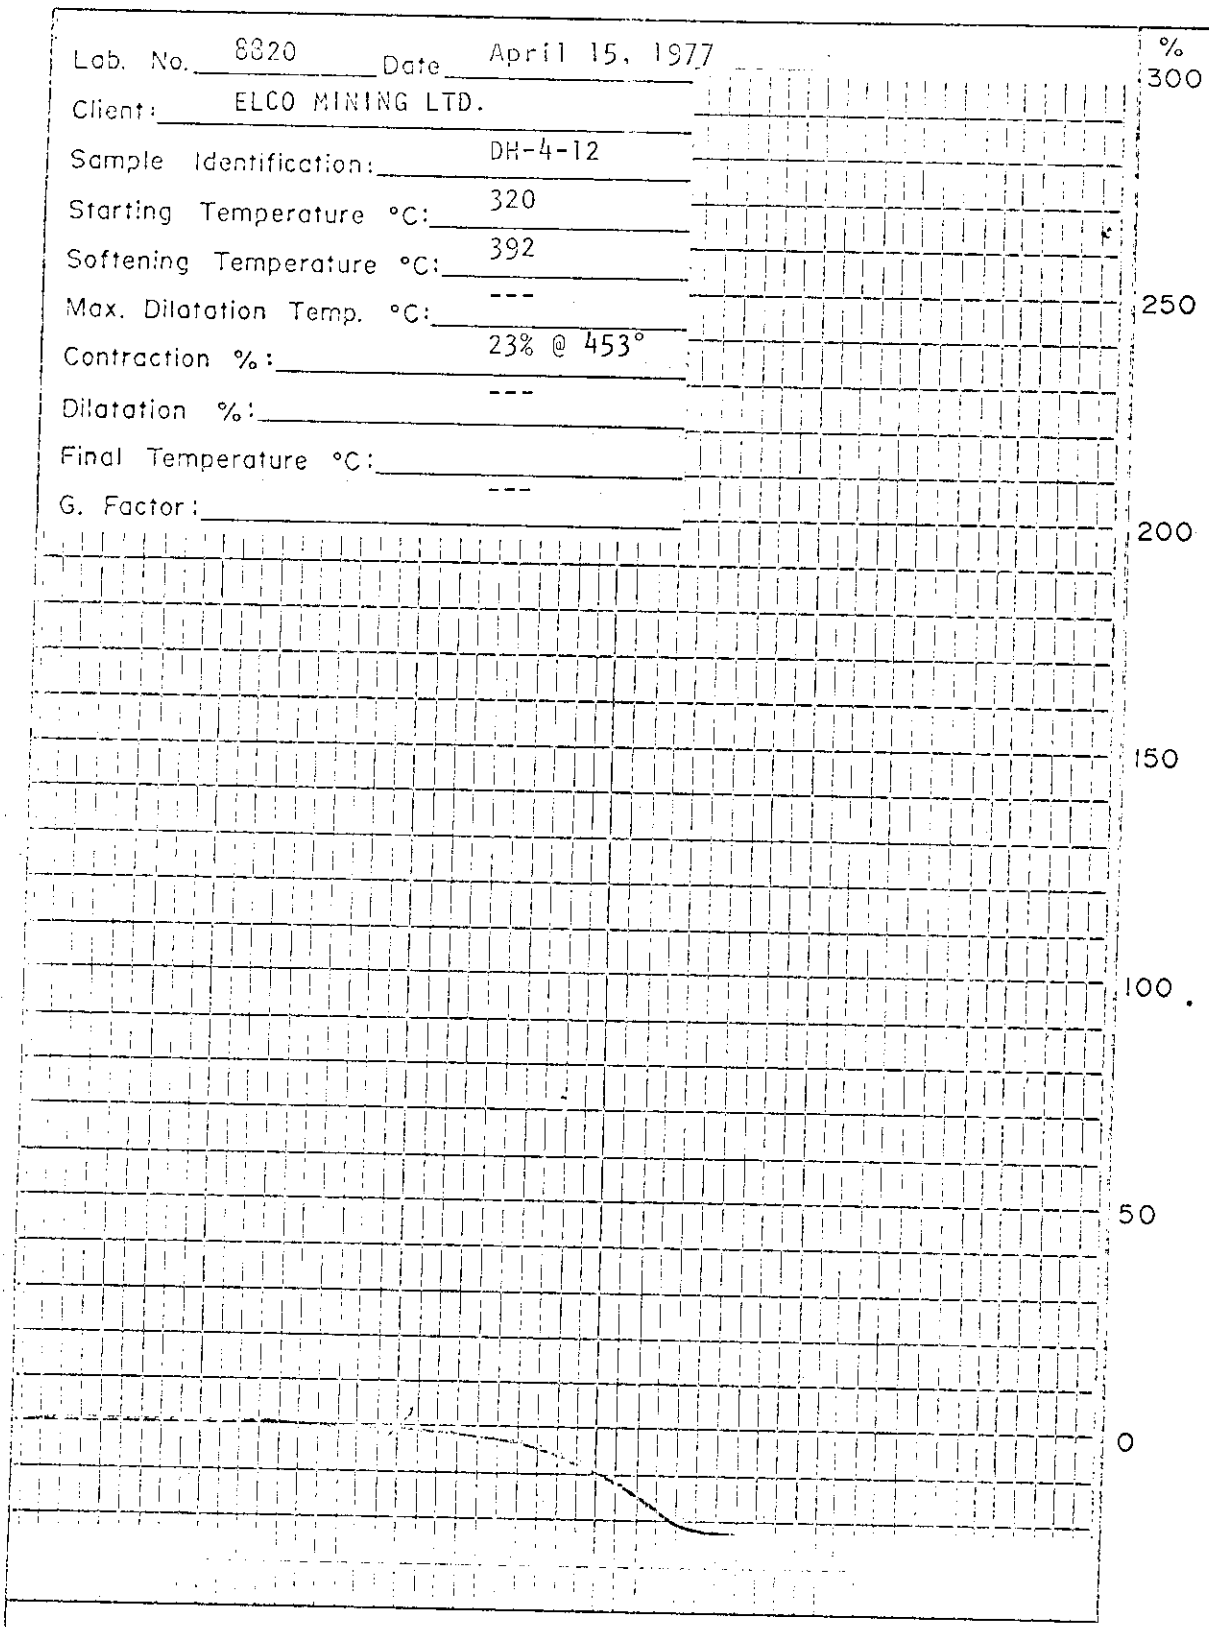 Lab. No. 8820 Date April 15, 1977
Client: ELCO MINING LTD.
Sample Identification: DH-4-12
Starting Temperature °C: 320
Softening Temperature °C: 392
Max. Dilatation Temp. °C: ---
Contraction %: 23% @ 453°
Dilatation %: ---
Final Temperature °C:
G. Factor: ---
%
300
250
200
150
100
50
0